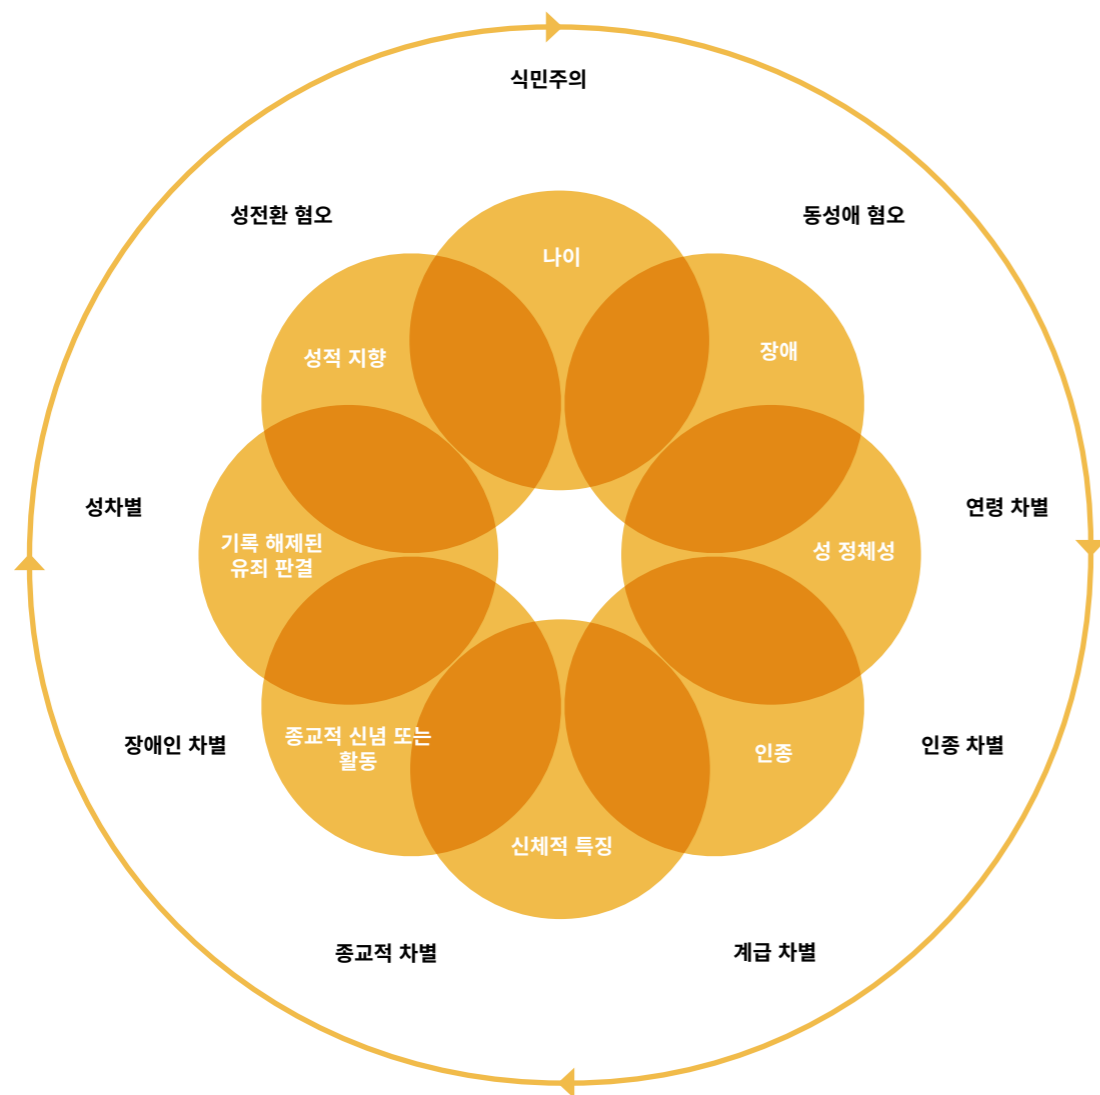 식민주의
성전환 혐오
동성애 혐오
나이
성적 지향
장애
성차별
연령 차별
기록 해제된
유죄 판결
성 정체성
장애인 차별
종교적 신념 또는
활동
인종
인종 차별
신체적 특징
종교적 차별
계급 차별